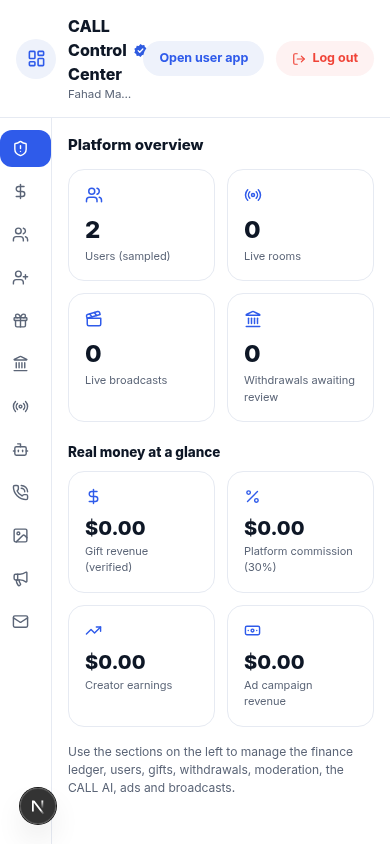 CALL
Control
Center
Fahad Ma...
Open user app
Log out
Platform overview
2
Users (sampled)
0
Live rooms
0
Live broadcasts
0
Withdrawals awaiting
review
Real money at a glance
$0.00
Gift revenue
(verified)
$0.00
Platform commission
(30%)
$0.00
Creator earnings
$0.00
Ad campaign
revenue
Use the sections on the left to manage the finance
ledger, users, gifts, withdrawals, moderation, the
CALL AI, ads and broadcasts.
N